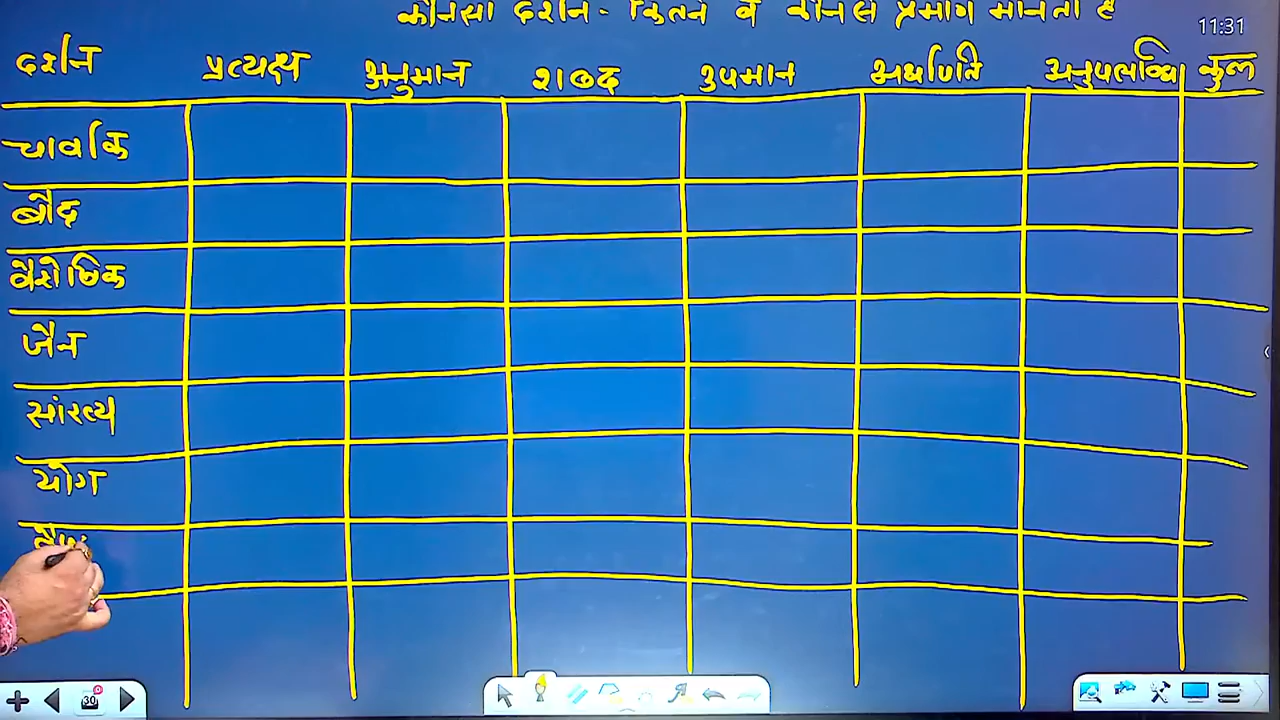 कौनसा दर्शन - कितने व कौनसे प्रमाण मानता है
11:31
दर्शन प्रत्यक्ष अनुमान शब्द उपमान अर्थापत्ति अनुपलब्धि कुल
चार्वाक
बौद्ध
वैशेषिक
जैन
सांख्य
योग
30